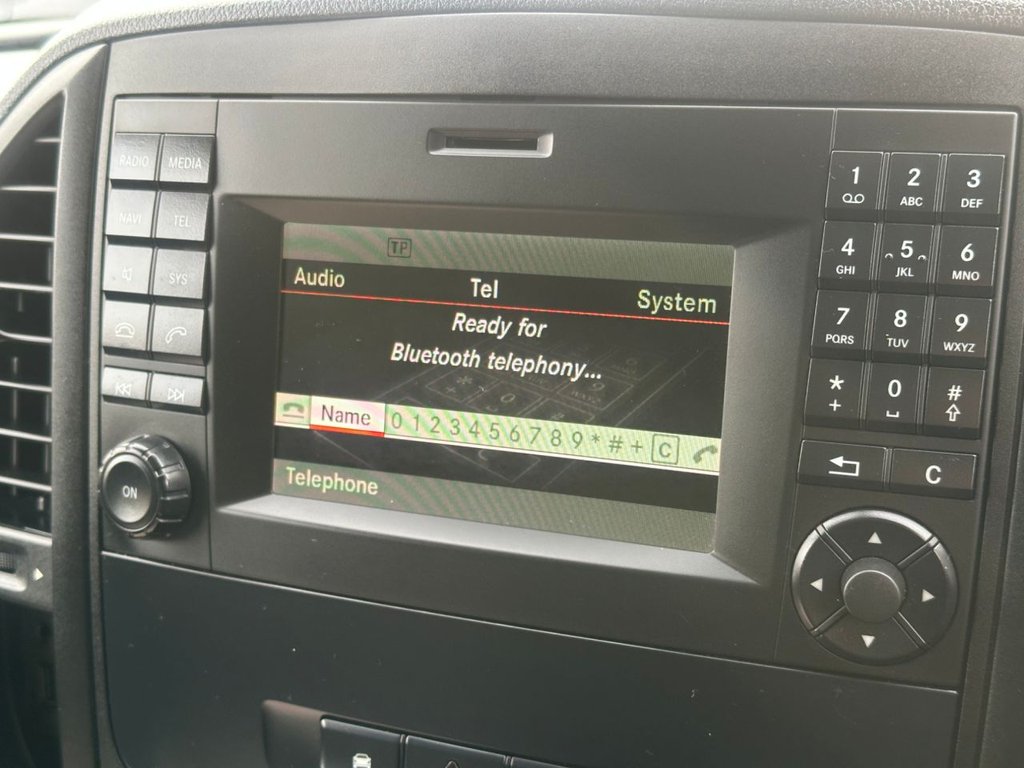 RADIO MEDIA
NAVI TEL
SYS
ON
TP
Audio Tel System
Ready for
Bluetooth telephony...
Name 0 1 2 3 4 5 6 7 8 9 * # + C
Telephone
1 2 3
ABC DEF
4 5 6
GHI JKL MNO
7 8 9
PQRS TUV WXYZ
* 0 #
+
C